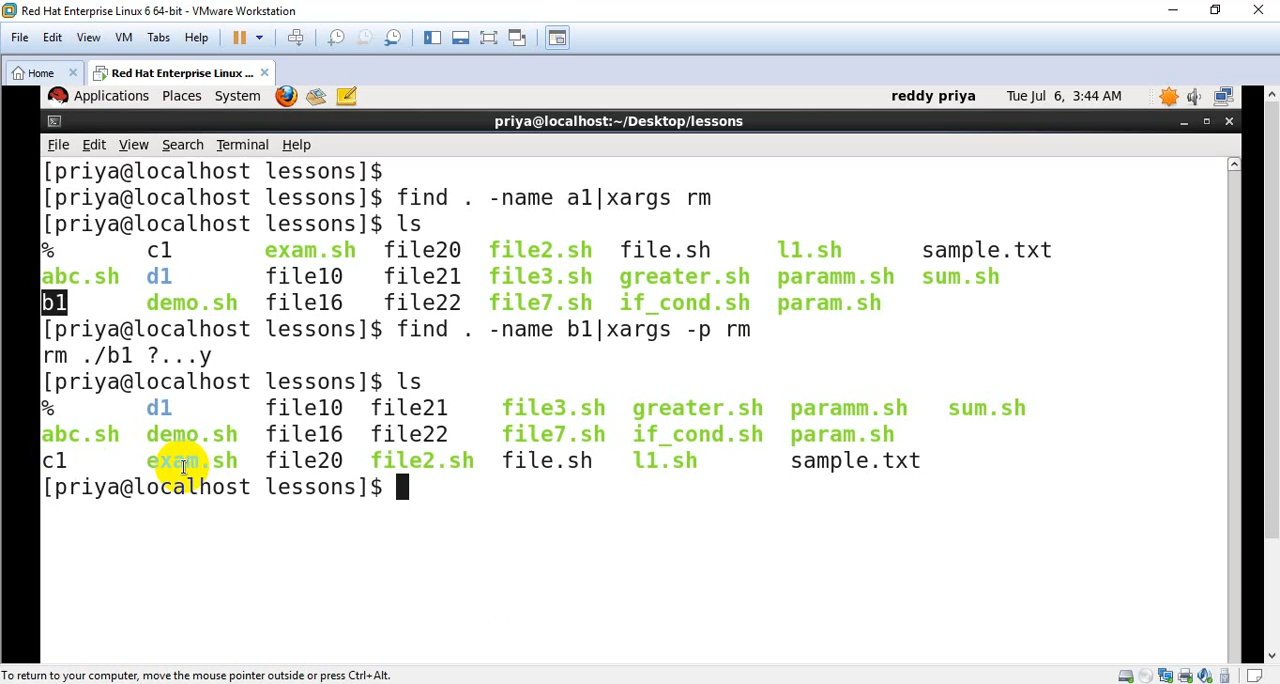 Red Hat Enterprise Linux 6 64-bit - VMware Workstation
File Edit View VM Tabs Help
Home Red Hat Enterprise Linux ...
Applications Places System reddy priya Tue Jul 6, 3:44 AM
priya@localhost:~/Desktop/lessons
File Edit View Search Terminal Help
[priya@localhost lessons]$
[priya@localhost lessons]$ find . -name a1|xargs rm
[priya@localhost lessons]$ ls
% c1 exam.sh file20 file2.sh file.sh l1.sh sample.txt
abc.sh d1 file10 file21 file3.sh greater.sh paramm.sh sum.sh
b1 demo.sh file16 file22 file7.sh if_cond.sh param.sh
[priya@localhost lessons]$ find . -name b1|xargs -p rm
rm ./b1 ?...y
[priya@localhost lessons]$ ls
% d1 file10 file21 file3.sh greater.sh paramm.sh sum.sh
abc.sh demo.sh file16 file22 file7.sh if_cond.sh param.sh
c1 exam.sh file20 file2.sh file.sh l1.sh sample.txt
[priya@localhost lessons]$
To return to your computer, move the mouse pointer outside or press Ctrl+Alt.